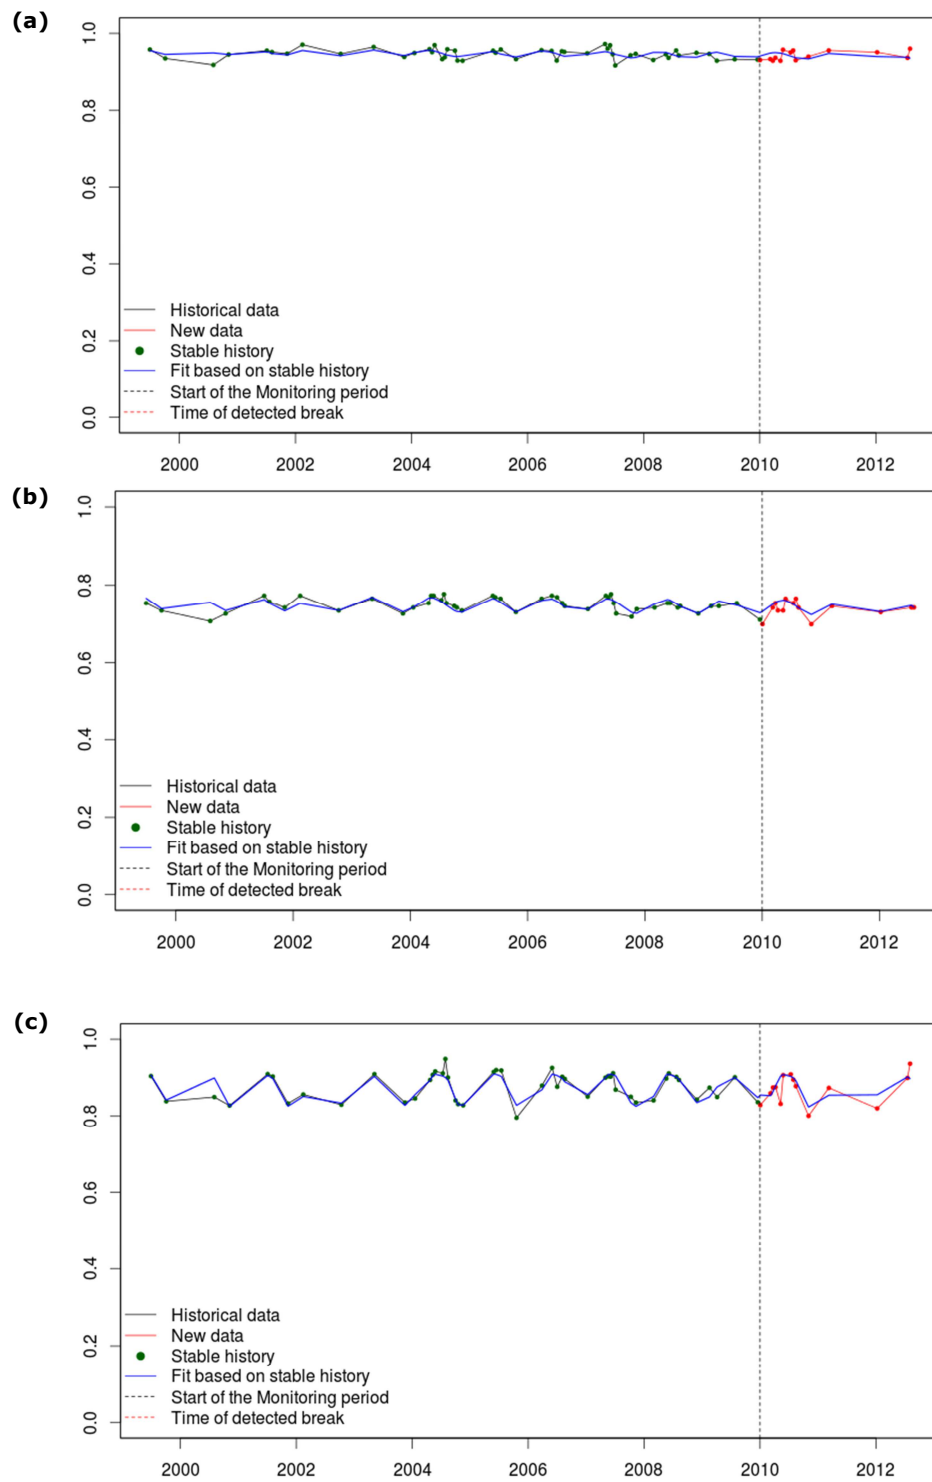 (a)
1.0
0.8
0.6
0.4
0.2
0.0
Historical data
New data
Stable history
Fit based on stable history
Start of the Monitoring period
Time of detected break
2000 2002 2004 2006 2008 2010 2012
(b)
1.0
0.8
0.6
0.4
0.2
0.0
Historical data
New data
Stable history
Fit based on stable history
Start of the Monitoring period
Time of detected break
2000 2002 2004 2006 2008 2010 2012
(c)
1.0
0.8
0.6
0.4
0.2
0.0
Historical data
New data
Stable history
Fit based on stable history
Start of the Monitoring period
Time of detected break
2000 2002 2004 2006 2008 2010 2012